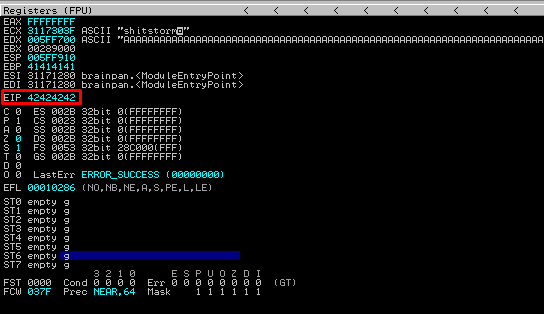 Registers (FPU) < < < < < < < <
EAX FFFFFFFF
ECX 3117303F ASCII "shitstorm
EDX 005FF700 ASCII "AAAAAAAAAAAAAAAAAAAAAAAAAAAAAAAAAAAAAAAAAAAAAAAAAAAAAAAAAAAAAAAAAAA
EBX 00289000
ESP 005FF910
EBP 41414141
ESI 31171280 brainpan.<ModuleEntryPoint>
EDI 31171280 brainpan.<ModuleEntryPoint>
EIP 42424242
C 0 ES 002B 32bit 0(FFFFFFFF)
P 1 CS 0023 32bit 0(FFFFFFFF)
A 0 SS 002B 32bit 0(FFFFFFFF)
Z 0 DS 002B 32bit 0(FFFFFFFF)
S 1 FS 0053 32bit 28C000(FFF)
T 0 GS 002B 32bit 0(FFFFFFFF)
D 0
O 0 LastErr ERROR_SUCCESS (00000000)
EFL 00010286 (NO,NB,NE,A,S,PE,L,LE)
ST0 empty g
ST1 empty g
ST2 empty g
ST3 empty g
ST4 empty g
ST5 empty g
ST6 empty g
ST7 empty g
3 2 1 0 E S P U O Z D I
FST 0000 Cond 0 0 0 0 Err 0 0 0 0 0 0 0 0 (GT)
FCW 037F Prec NEAR,64 Mask 1 1 1 1 1 1